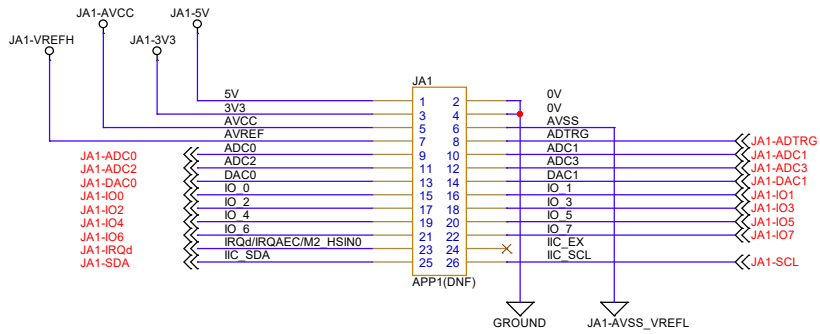 JA1-AVCC
JA1-5V
JA1-VREFH
JA1-3V3
JA1
5V 1 2 0V
3V3 3 4 0V
AVCC 5 6 AVSS
AVREF 7 8 ADTRG JA1-ADTRG
JA1-ADC0 ADC0 9 10 ADC1 JA1-ADC1
JA1-ADC2 ADC2 11 12 ADC3 JA1-ADC3
JA1-DAC0 DAC0 13 14 DAC1 JA1-DAC1
JA1-IO0 IO_0 15 16 IO_1 JA1-IO1
JA1-IO2 IO_2 17 18 IO_3 JA1-IO3
JA1-IO4 IO_4 19 20 IO_5 JA1-IO5
JA1-IO6 IO_6 21 22 IO_7 JA1-IO7
JA1-IRQd IRQd/IRQAEC/M2_HSIN0 23 24 IIC_EX
JA1-SDA IIC_SDA 25 26 IIC_SCL JA1-SCL
APP1(DNF)
GROUND
JA1-AVSS_VREFL